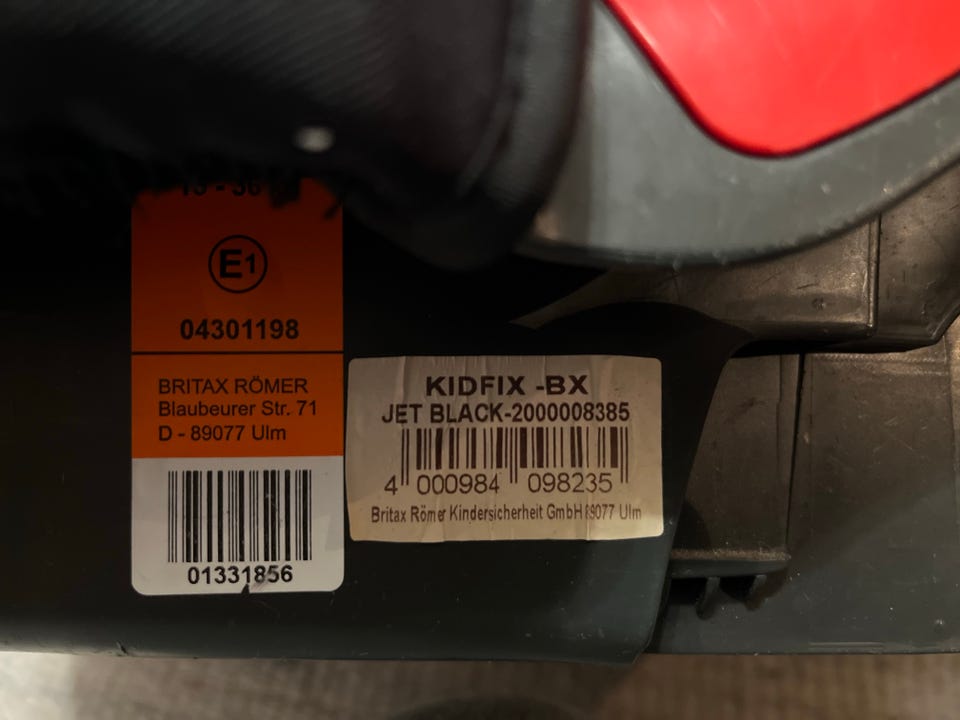 E1
04301198
BRITAX RÖMER
Blaubeurer Str. 71
D - 89077 Ulm
01331856
KIDFIX -BX
JET BLACK-2000008385
4 000984 098235
Britax Römer Kindersicherheit GmbH 89077 Ulm